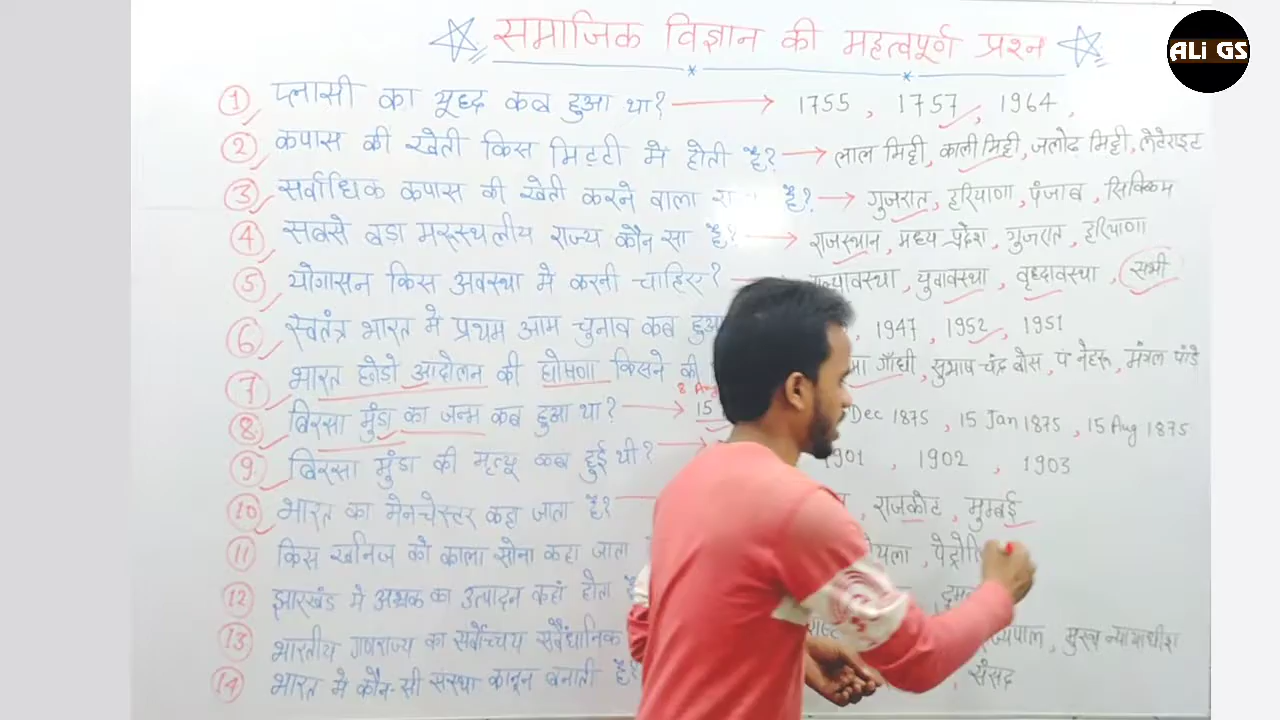 समाजिक विज्ञान की महत्वपूर्ण प्रश्न
ALi GS
1 प्लासी का यूध्द कब हुआ था? → 1755, 1757, 1964,
2 कपास की खेती किस मिट्टी मे होती है? → लाल मिट्टी, काली मिट्टी, जलोढ मिट्टी, लेटेराइट
3 सर्वाधिक कपास की खेती करने वाला है? → गुजरात, हरियाणा, पंजाब, सिक्किम
4 सबसे बडा मरूस्थलीय राज्य कौन सा है? → राजस्थान, मध्य प्रदेश, गुजरात, हरियाणा
5 योगासन किस अवस्था मे करनी चाहिए? युवावस्था, वृध्दावस्था, सभी
6 स्वतंत्र भारत मे प्रथम आम चुनाव कब हुआ , 1947, 1952, 1951
7 भारत छोडो आदोलन की घोषणा किसने की गाँधी, सुभाष चंद्र बोस, प नेहरू, मंगल पांडे
8 Aug
8 बिरसा मुंडा का जन्म कब हुआ था? → 15 Dec 1875, 15 Jan 1875, 15 Aug 1875
9 बिरसा मुंडा की मृत्यू कब हुई थी? → 1901, 1902, 1903
10 भारत का मेनचेस्टर कहा जाता है? , राजकोट, मुम्बई
11 किस खनिज को काला सोना कहा जाता
12 झारखंड मे अभ्रक का उत्पादन कहां होता है
13 भारतीय गणराज्य का सर्वोच्चय संवैधानिक , मुख्य न्यायाधीश
14 भारत मे कौन-सी संस्था कानून बनाती है? , संसद